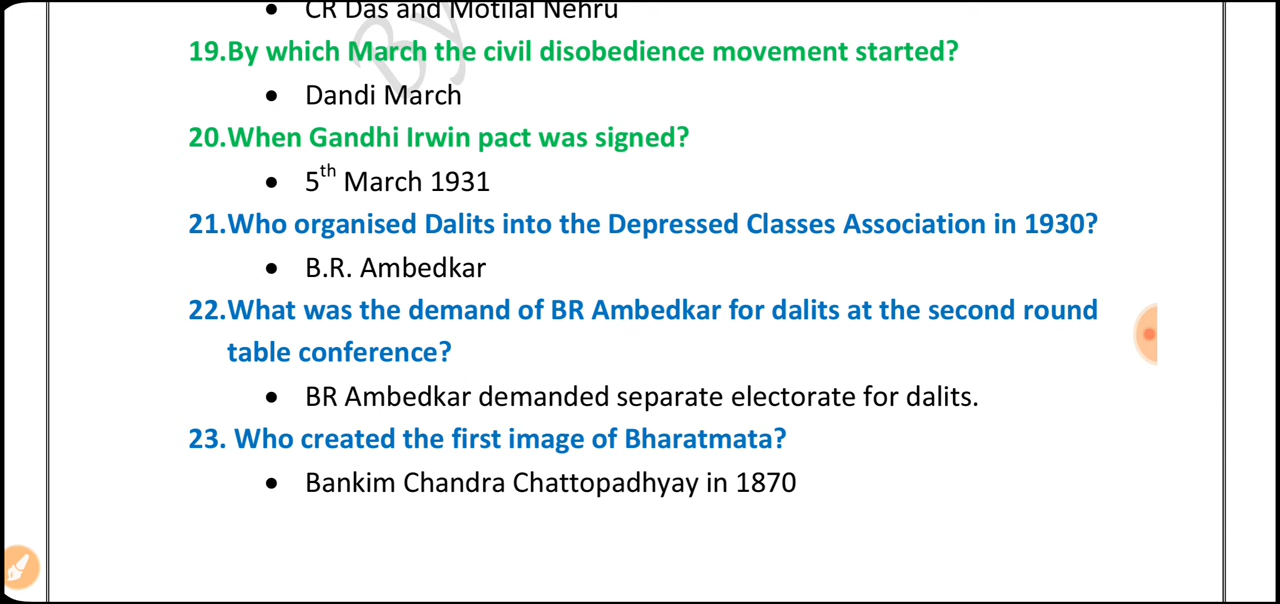 • CR Das and Motilal Nehru
19.By which March the civil disobedience movement started?
• Dandi March
20.When Gandhi Irwin pact was signed?
• 5th March 1931
21.Who organised Dalits into the Depressed Classes Association in 1930?
• B.R. Ambedkar
22.What was the demand of BR Ambedkar for dalits at the second round
table conference?
• BR Ambedkar demanded separate electorate for dalits.
23. Who created the first image of Bharatmata?
• Bankim Chandra Chattopadhyay in 1870
By